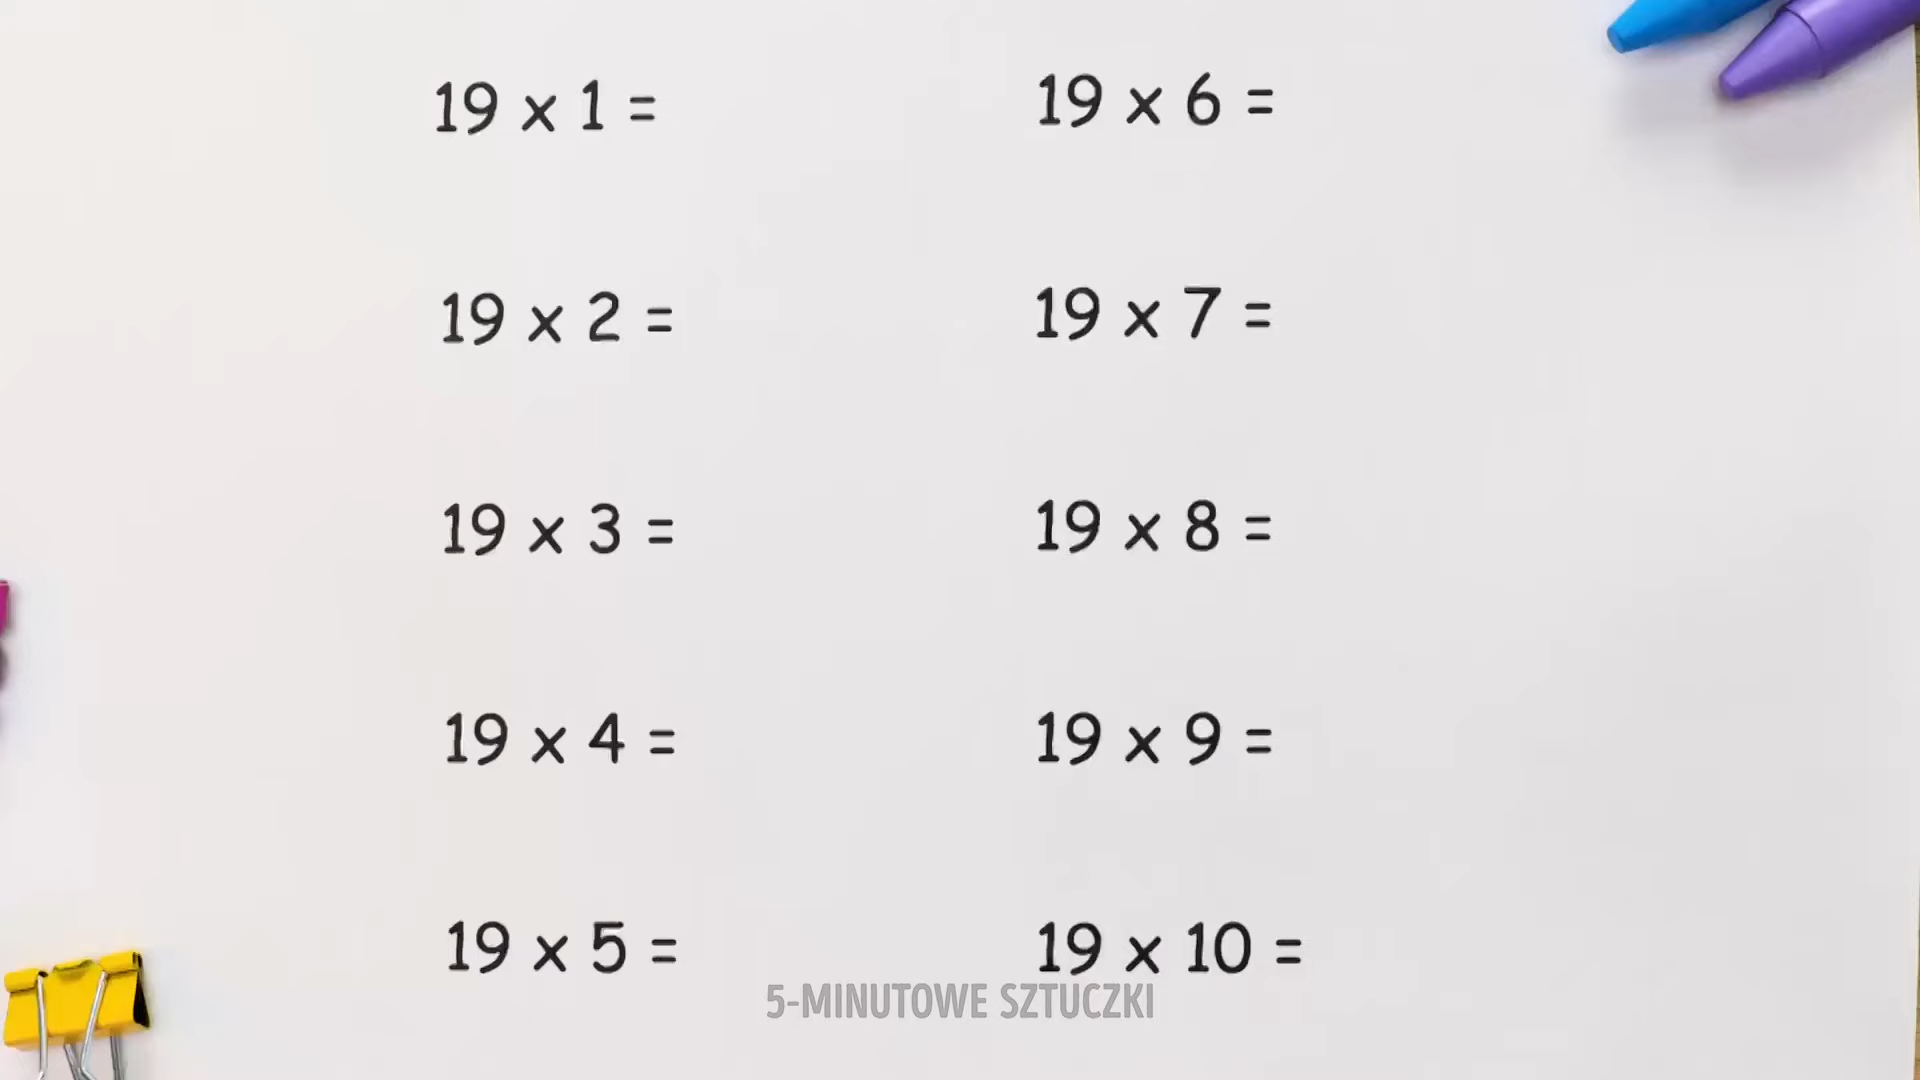 19 x 1 =
19 x 2 =
19 x 3 =
19 x 4 =
19 x 5 =
19 x 6 =
19 x 7 =
19 x 8 =
19 x 9 =
19 x 10 =
5-MINUTOWE SZTUCZKI